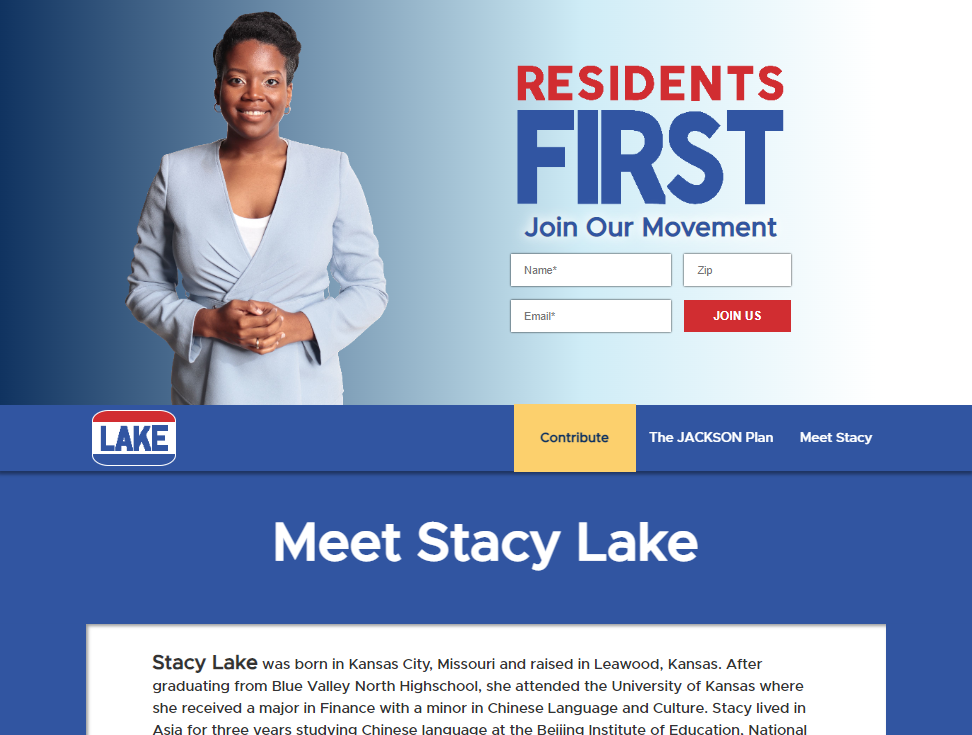 RESIDENTS
FIRST
Join Our Movement
Name*
Zip
Email*
JOIN US
LAKE
Contribute
The JACKSON Plan
Meet Stacy
Meet Stacy Lake
Stacy Lake was born in Kansas City, Missouri and raised in Leawood, Kansas. After
graduating from Blue Valley North Highschool, she attended the University of Kansas where
she received a major in Finance with a minor in Chinese Language and Culture. Stacy lived in
Asia for three years studying Chinese language at the Beijing Institute of Education, National